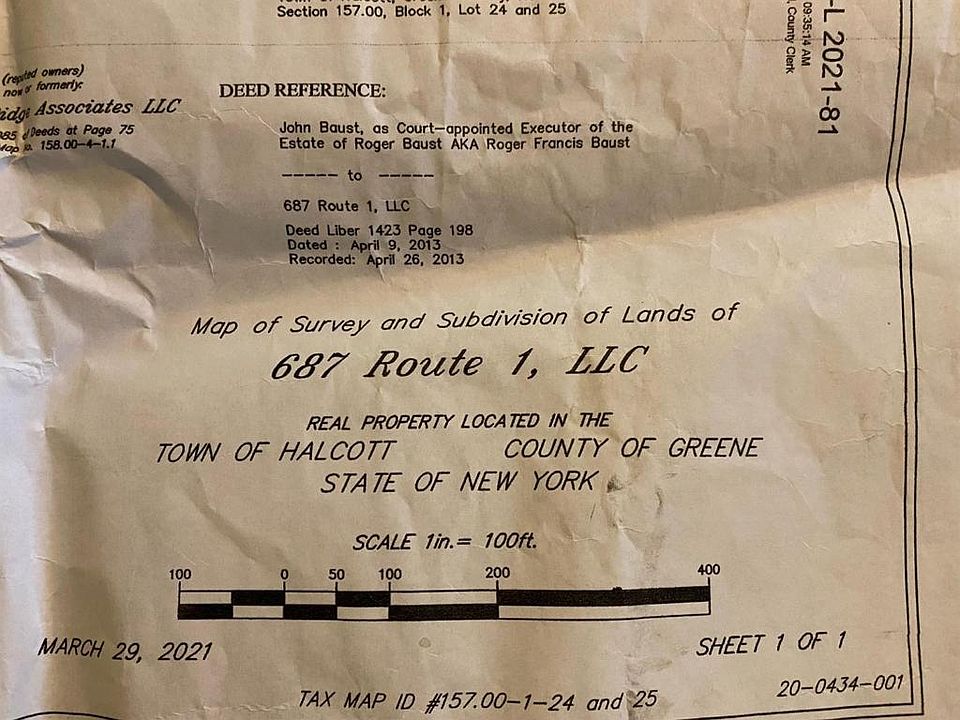 Section 157.00, Block 1, Lot 24 and 25
L 2021-81
09:35:14 AM
County Clerk
(reputed owners)
now or formerly:
Associates LLC
Deeds at Page 75
158.00-4-1.1
DEED REFERENCE:
John Baust, as Court-appointed Executor of the
Estate of Roger Baust AKA Roger Francis Baust
----- to -----
687 Route 1, LLC
Deed Liber 1423 Page 198
Dated : April 9, 2013
Recorded: April 26, 2013
Map of Survey and Subdivision of Lands of
687 Route 1, LLC
REAL PROPERTY LOCATED IN THE
TOWN OF HALCOTT COUNTY OF GREENE
STATE OF NEW YORK
SCALE 1in.= 100ft.
100 0 50 100 200 400
MARCH 29, 2021
SHEET 1 OF 1
20-0434-001
TAX MAP ID #157.00-1-24 and 25